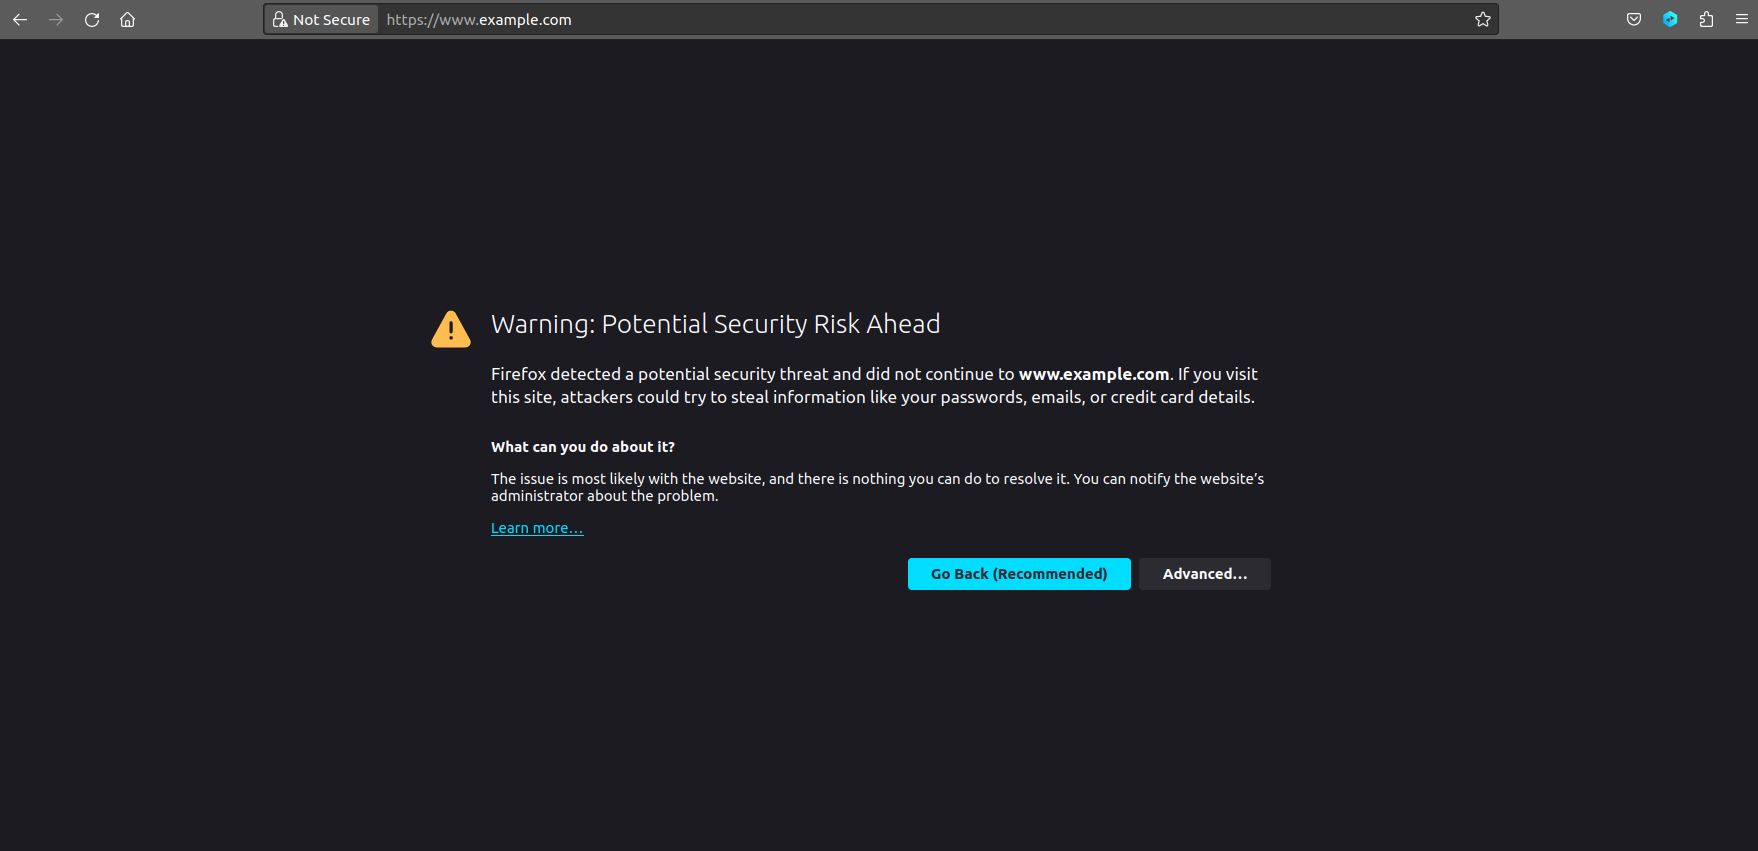 Not Secure https://www.example.com
Warning: Potential Security Risk Ahead
Firefox detected a potential security threat and did not continue to www.example.com. If you visit
this site, attackers could try to steal information like your passwords, emails, or credit card details.
What can you do about it?
The issue is most likely with the website, and there is nothing you can do to resolve it. You can notify the website’s
administrator about the problem.
Learn more…
Go Back (Recommended) Advanced…